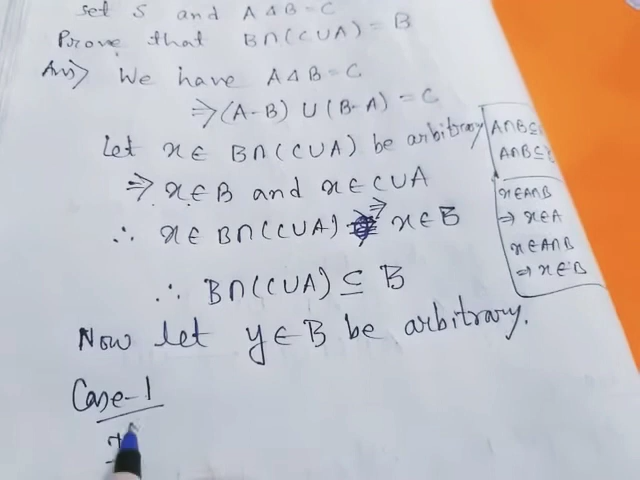 set S and A Δ B = C
Prove that B∩(C∪A) = B
Ans> We have A Δ B = C
⇒ (A-B) ∪ (B-A) = C
Let x ∈ B∩(C∪A) be arbitrary
⇒ x ∈ B and x ∈ C∪A
∴ x ∈ B∩(C∪A) ⇒ x ∈ B
∴ B∩(C∪A) ⊆ B
Now let y ∈ B be arbitrary.
Case-1
A∩B ⊆
A∩B ⊆
x ∈ A∩B
⇒ x ∈ A
x ∈ A∩B
⇒ x ∈ B